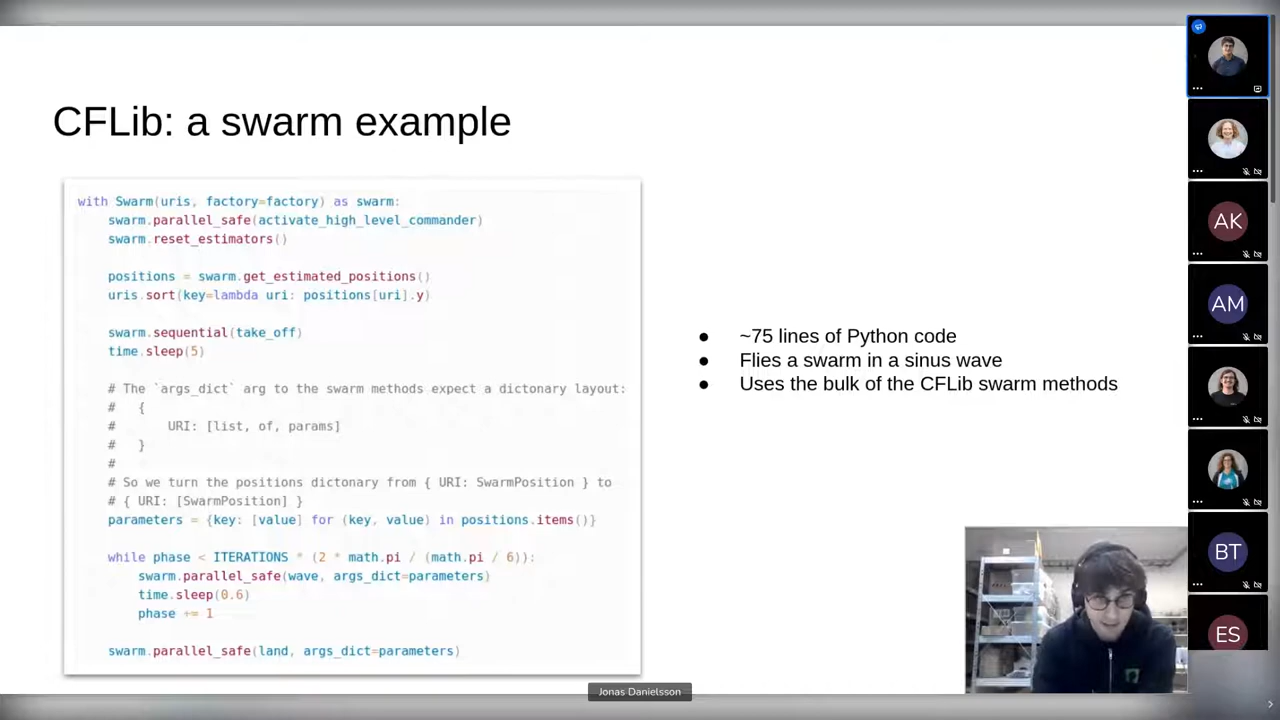 CFLib: a swarm example
with Swarm(uris, factory=factory) as swarm:
swarm.parallel_safe(activate_high_level_commander)
swarm.reset_estimators()
positions = swarm.get_estimated_positions()
uris.sort(key=lambda uri: positions[uri].y)
swarm.sequential(take_off)
time.sleep(5)
# The `args_dict` arg to the swarm methods expect a dictonary layout:
# {
# URI: [list, of, params]
# }
#
# So we turn the positions dictonary from { URI: SwarmPosition } to
# { URI: [SwarmPosition] }
parameters = {key: [value] for (key, value) in positions.items()}
while phase < ITERATIONS * (2 * math.pi / (math.pi / 6)):
swarm.parallel_safe(wave, args_dict=parameters)
time.sleep(0.6)
phase += 1
swarm.parallel_safe(land, args_dict=parameters)
● ~75 lines of Python code
● Flies a swarm in a sinus wave
● Uses the bulk of the CFLib swarm methods
AK
AM
BT
ES
Jonas Danielsson